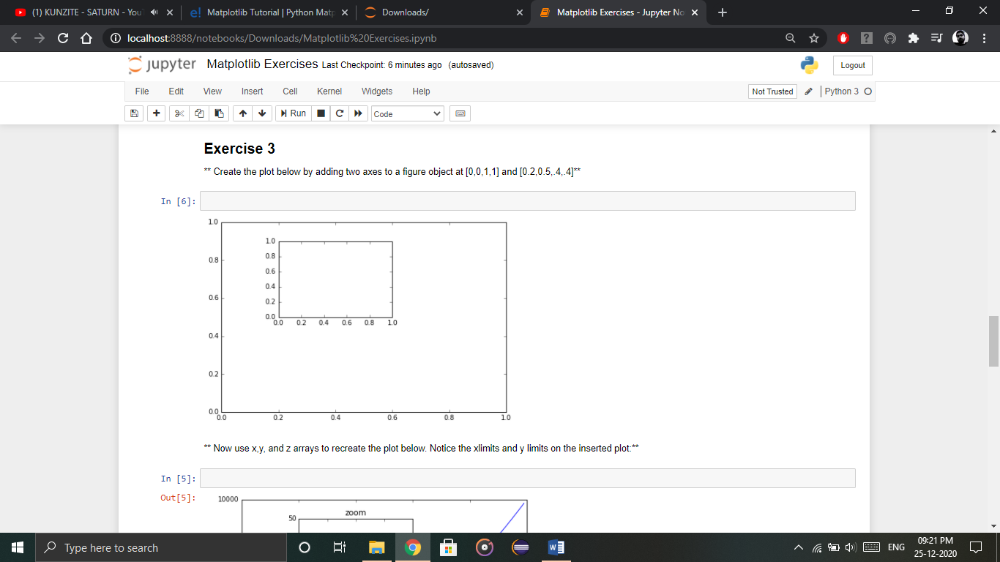 (1) KUNZITE - SATURN - You
Matplotlib Tutorial | Python Matp
Downloads/
Matplotlib Exercises - Jupyter No
localhost:8888/notebooks/Downloads/Matplotlib%20Exercises.ipynb
jupyter Matplotlib Exercises Last Checkpoint: 6 minutes ago (autosaved)
Logout
File Edit View Insert Cell Kernel Widgets Help
Not Trusted
Python 3
Run
Code
Exercise 3
** Create the plot below by adding two axes to a figure object at [0,0,1,1] and [0.2,0.5,.4,.4]**
In [6]:
1.0
1.0
0.8
0.8
0.6
0.4
0.6
0.2
0.0
0.0 0.2 0.4 0.6 0.8 1.0
0.4
0.2
0.0
0.0 0.2 0.4 0.6 0.8 1.0
** Now use x,y, and z arrays to recreate the plot below. Notice the xlimits and y limits on the inserted plot:**
In [5]:
Out[5]:
10000
zoom
50
Type here to search
ENG
09:21 PM
25-12-2020